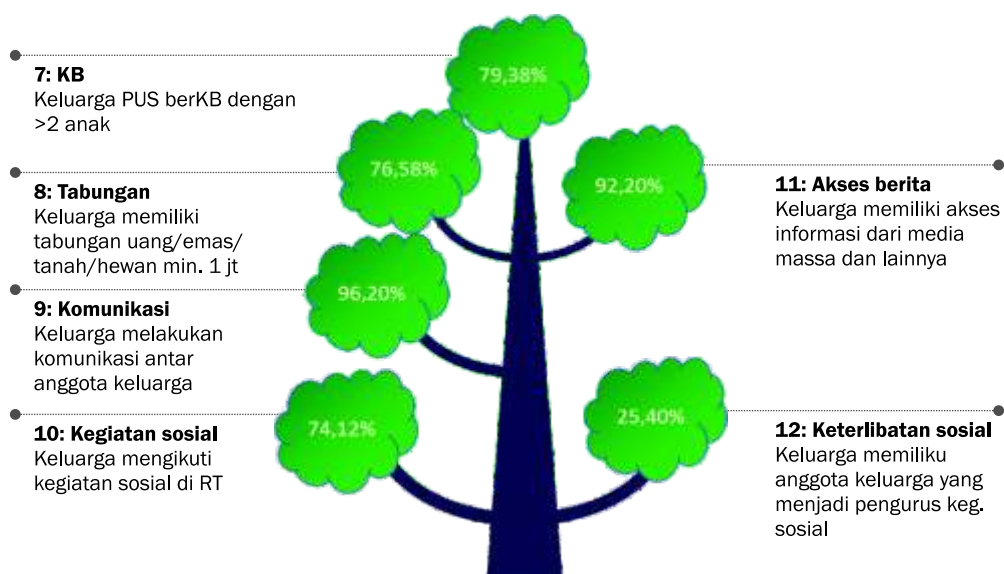 7: KB
Keluarga PUS berKB dengan
>2 anak
8: Tabungan
Keluarga memiliki
tabungan uang/emas/
tanah/hewan min. 1 jt
9: Komunikasi
Keluarga melakukan
komunikasi antar
anggota keluarga
10: Kegiatan sosial
Keluarga mengikuti
kegiatan sosial di RT
79,38%
76,58%
92,20%
96,20%
74,12%
25,40%
11: Akses berita
Keluarga memiliki akses
informasi dari media
massa dan lainnya
12: Keterlibatan sosial
Keluarga memiliku
anggota keluarga yang
menjadi pengurus keg.
sosial